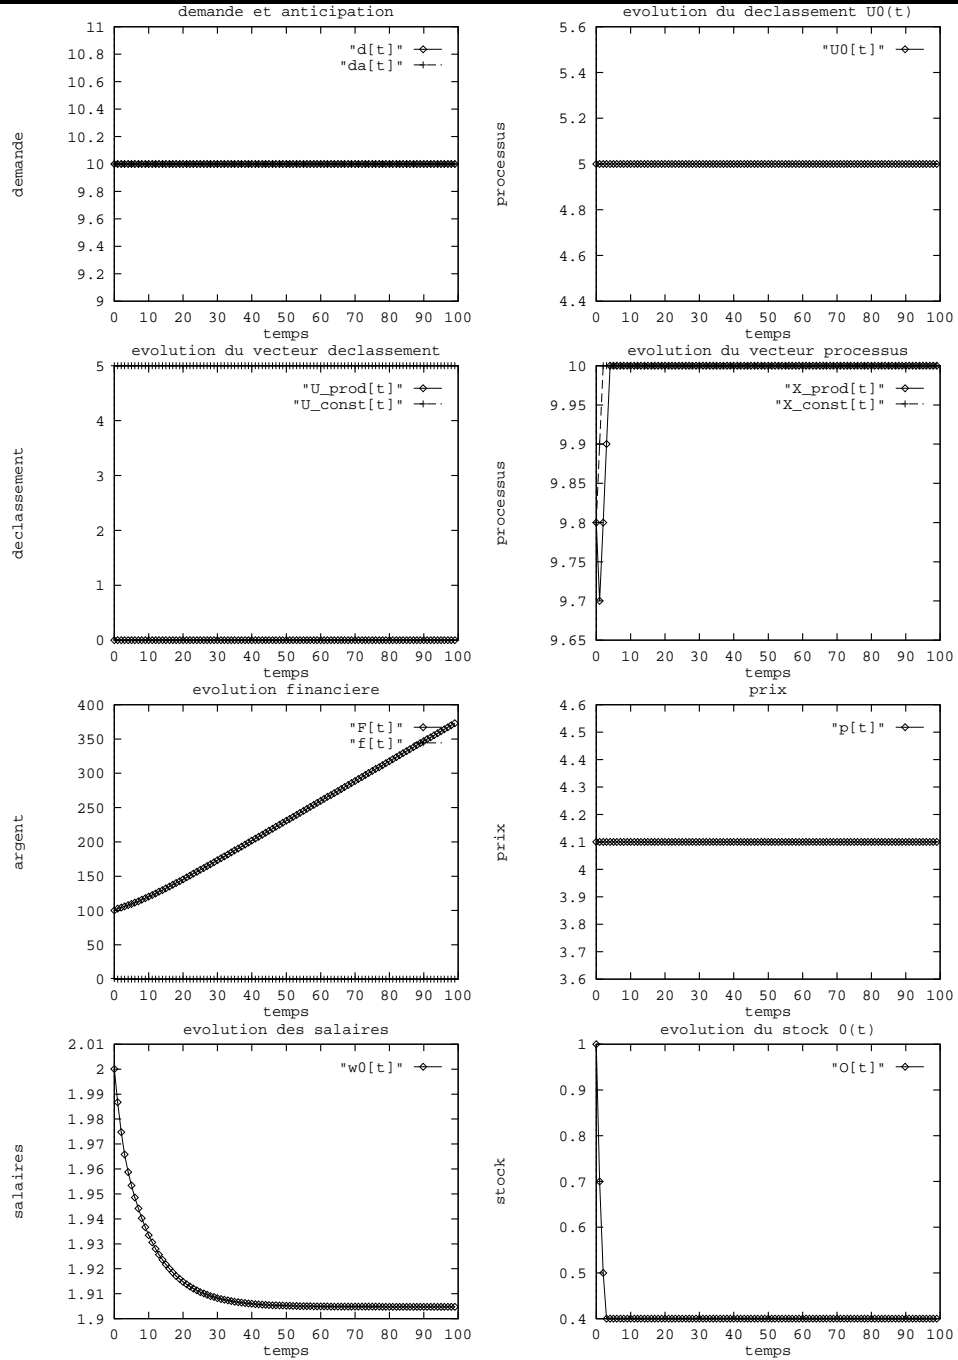 demande et anticipation
11
10.8
10.6
10.4
10.2
10
9.8
9.6
9.4
9.2
9
0 10 20 30 40 50 60 70 80 90 100
temps
demande
"d[t]"
"da[t]"
evolution du declassement U0(t)
5.6
5.4
5.2
5
4.8
4.6
4.4
0 10 20 30 40 50 60 70 80 90 100
temps
processus
"U0[t]"
evolution du vecteur declassement
5
4
3
2
1
0
0 10 20 30 40 50 60 70 80 90 100
temps
declassement
"U_prod[t]"
"U_const[t]"
evolution du vecteur processus
10
9.95
9.9
9.85
9.8
9.75
9.7
9.65
0 10 20 30 40 50 60 70 80 90 100
temps
processus
"X_prod[t]"
"X_const[t]"
evolution financiere
400
350
300
250
200
150
100
50
0
0 10 20 30 40 50 60 70 80 90 100
temps
argent
"F[t]"
"f[t]"
prix
4.6
4.5
4.4
4.3
4.2
4.1
4
3.9
3.8
3.7
3.6
0 10 20 30 40 50 60 70 80 90 100
temps
prix
"p[t]"
evolution des salaires
2.01
2
1.99
1.98
1.97
1.96
1.95
1.94
1.93
1.92
1.91
1.9
0 10 20 30 40 50 60 70 80 90 100
temps
salaires
"w0[t]"
evolution du stock O(t)
1
0.9
0.8
0.7
0.6
0.5
0.4
0 10 20 30 40 50 60 70 80 90 100
temps
stock
"O[t]"